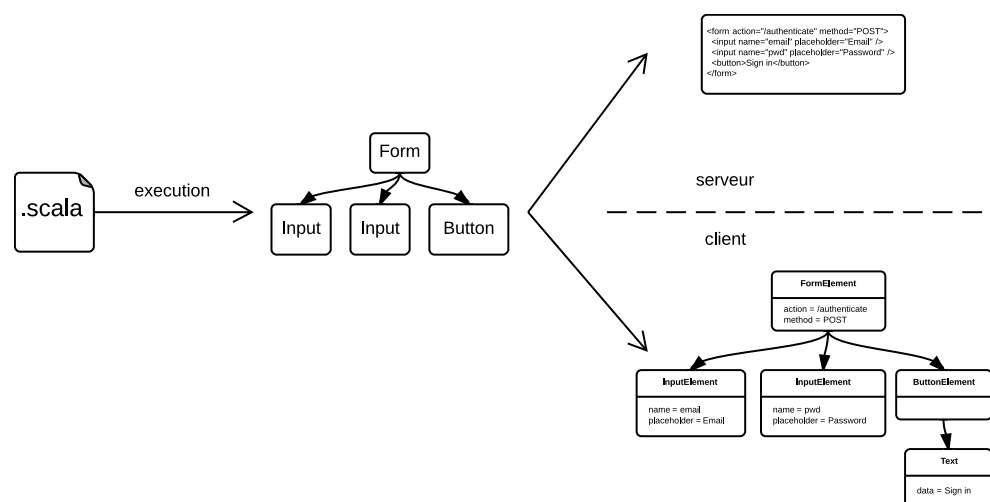 <form action="/authenticate" method="POST">
<input name="email" placeholder="Email" />
<input name="pwd" placeholder="Password" />
<button>Sign in</button>
</form>
.scala
execution
Form
Input
Input
Button
serveur
client
FormElement
action = /authenticate
method = POST
InputElement
name = email
placeholder = Email
InputElement
name = pwd
placeholder = Password
ButtonElement
Text
data = Sign in